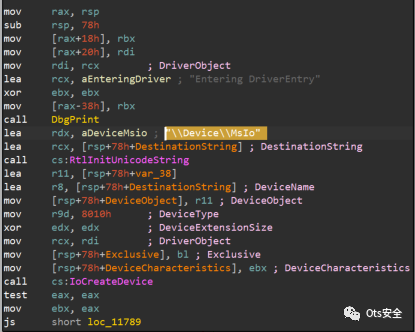 mov rax, rsp
sub rsp, 78h
mov [rax+18h], rbx
mov [rax+20h], rdi
mov rdi, rcx ; DriverObject
lea rcx, aEnteringDriver ; "Entering DriverEntry"
xor ebx, ebx
mov [rax-38h], rbx
call DbgPrint
lea rdx, aDeviceMsio ; "\\Device\\MsIo"
lea rcx, [rsp+78h+DestinationString] ; DestinationString
call cs:RtlInitUnicodeString
lea r11, [rsp+78h+var_38]
lea r8, [rsp+78h+DestinationString] ; DeviceName
mov [rsp+78h+DeviceObject], r11 ; DeviceObject
mov r9d, 8010h ; DeviceType
xor edx, edx ; DeviceExtensionSize
mov rcx, rdi ; DriverObject
mov [rsp+78h+Exclusive], bl ; Exclusive
mov [rsp+78h+DeviceCharacteristics], ebx ; DeviceCharacteristics
call cs:IoCreateDevice
test eax, eax
mov ebx, eax
js short loc_11789
Ots安全